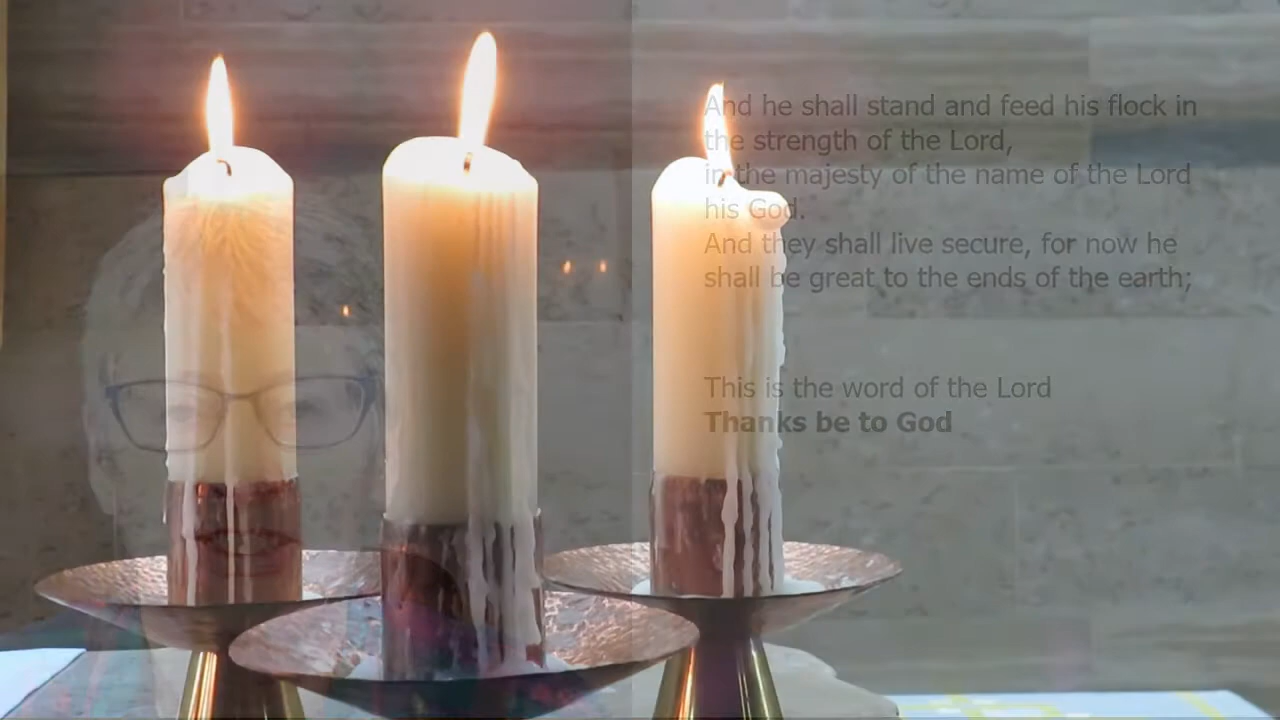 And he shall stand and feed his flock in
the strength of the Lord,
in the majesty of the name of the Lord
his God.
And they shall live secure, for now he
shall be great to the ends of the earth;
This is the word of the Lord
Thanks be to God